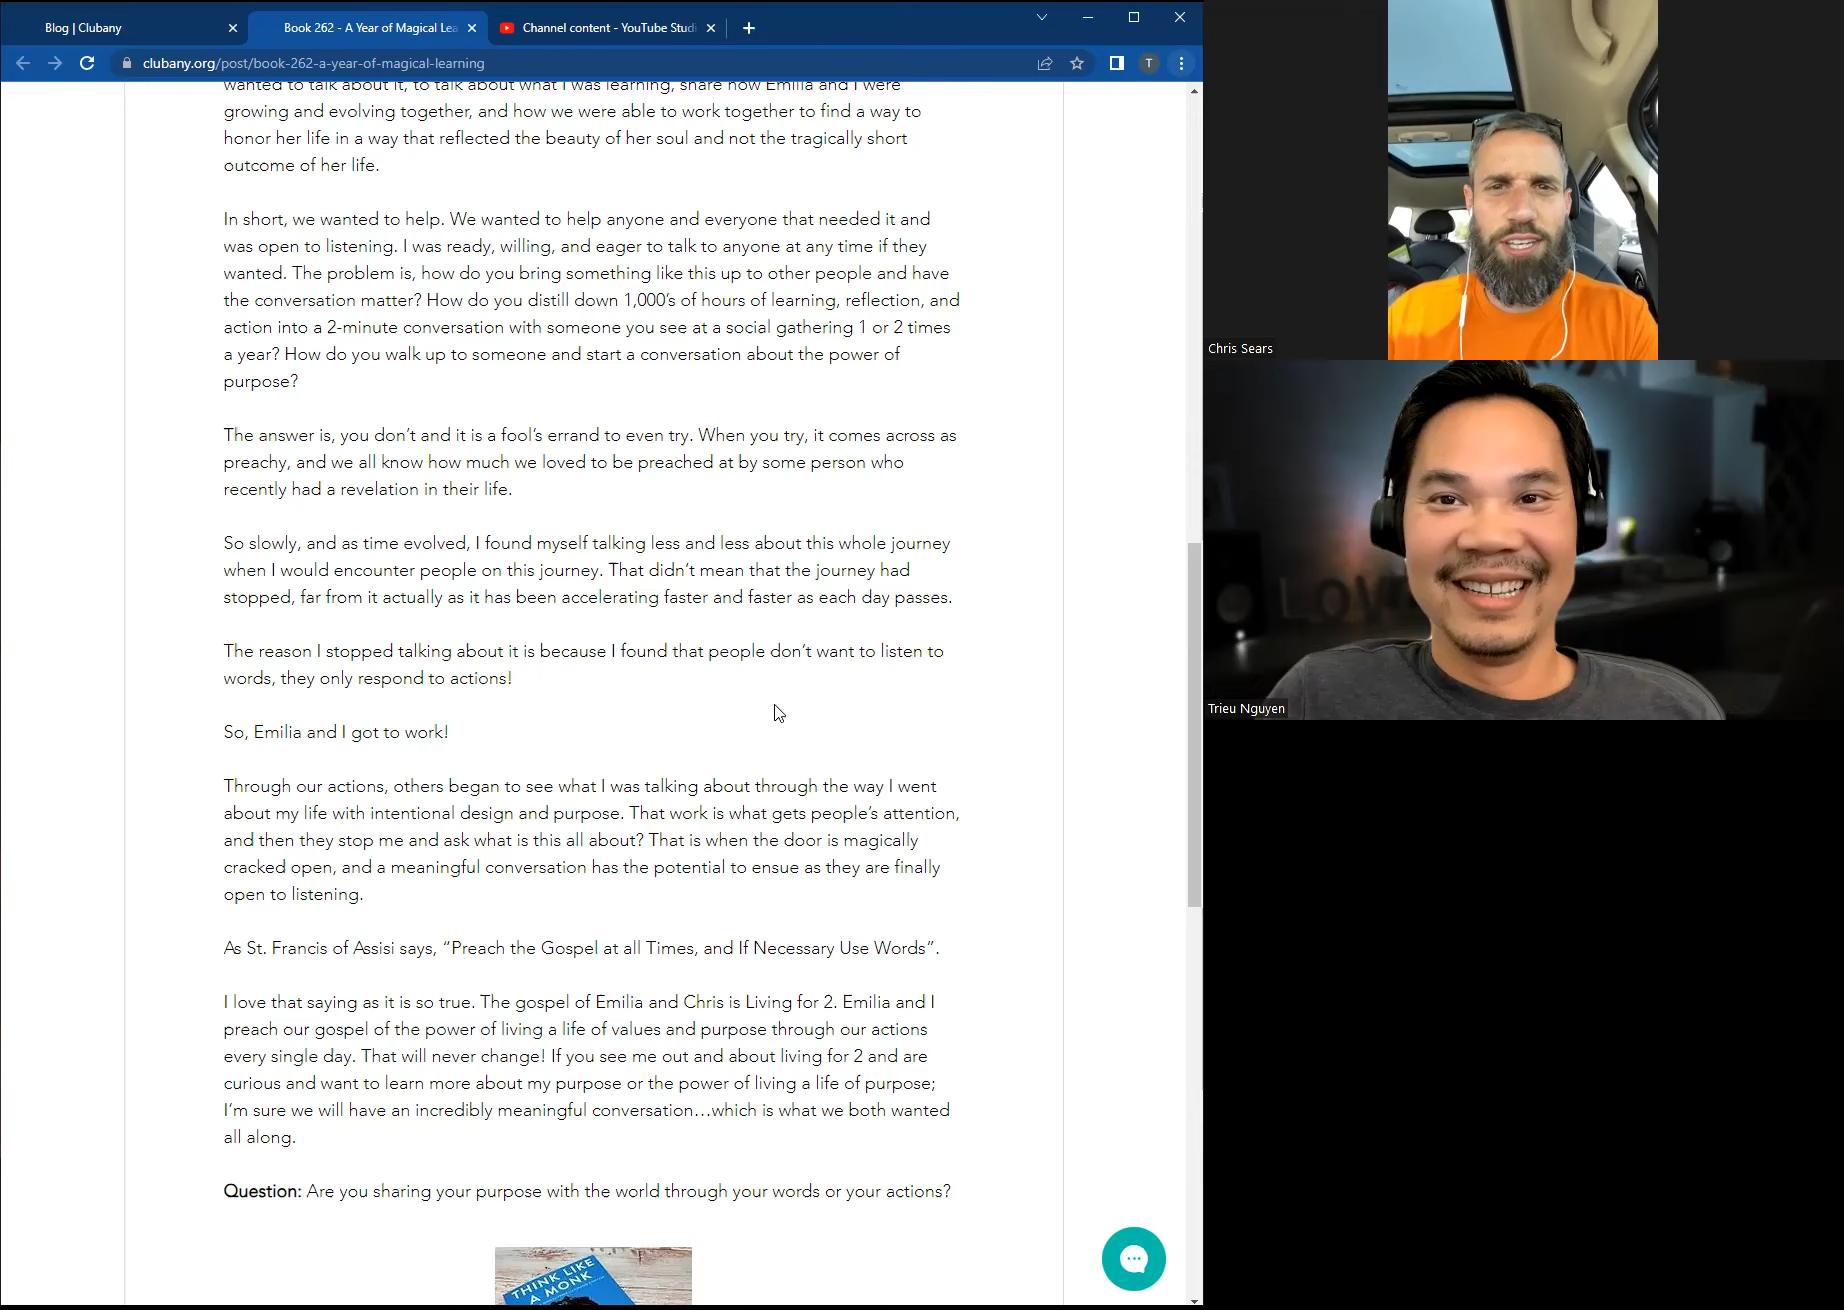 Blog | Clubany
Book 262 - A Year of Magical Lea
Channel content - YouTube Studi
clubany.org/post/book-262-a-year-of-magical-learning
T
wanted to talk about it, to talk about what I was learning, share how Emilia and I were
growing and evolving together, and how we were able to work together to find a way to
honor her life in a way that reflected the beauty of her soul and not the tragically short
outcome of her life.
In short, we wanted to help. We wanted to help anyone and everyone that needed it and
was open to listening. I was ready, willing, and eager to talk to anyone at any time if they
wanted. The problem is, how do you bring something like this up to other people and have
the conversation matter? How do you distill down 1,000’s of hours of learning, reflection, and
action into a 2-minute conversation with someone you see at a social gathering 1 or 2 times
a year? How do you walk up to someone and start a conversation about the power of
purpose?
The answer is, you don’t and it is a fool’s errand to even try. When you try, it comes across as
preachy, and we all know how much we loved to be preached at by some person who
recently had a revelation in their life.
So slowly, and as time evolved, I found myself talking less and less about this whole journey
when I would encounter people on this journey. That didn’t mean that the journey had
stopped, far from it actually as it has been accelerating faster and faster as each day passes.
The reason I stopped talking about it is because I found that people don’t want to listen to
words, they only respond to actions!
So, Emilia and I got to work!
Through our actions, others began to see what I was talking about through the way I went
about my life with intentional design and purpose. That work is what gets people’s attention,
and then they stop me and ask what is this all about? That is when the door is magically
cracked open, and a meaningful conversation has the potential to ensue as they are finally
open to listening.
As St. Francis of Assisi says, “Preach the Gospel at all Times, and If Necessary Use Words”.
I love that saying as it is so true. The gospel of Emilia and Chris is Living for 2. Emilia and I
preach our gospel of the power of living a life of values and purpose through our actions
every single day. That will never change! If you see me out and about living for 2 and are
curious and want to learn more about my purpose or the power of living a life of purpose;
I’m sure we will have an incredibly meaningful conversation…which is what we both wanted
all along.
Question: Are you sharing your purpose with the world through your words or your actions?
THINK LIKE
A MONK
Chris Sears
Trieu Nguyen